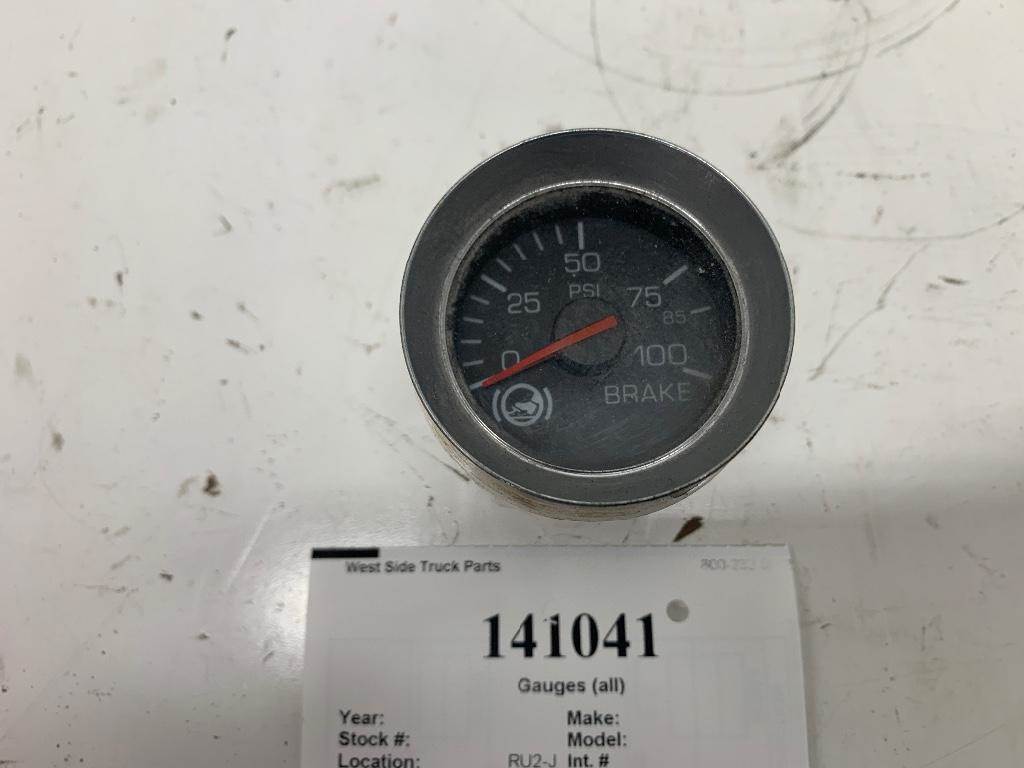 50
PSI
25
75
85
0
100
BRAKE
West Side Truck Parts
141041
Gauges (all)
Year: Make:
Stock #: Model:
Location: RU2-J Int. #